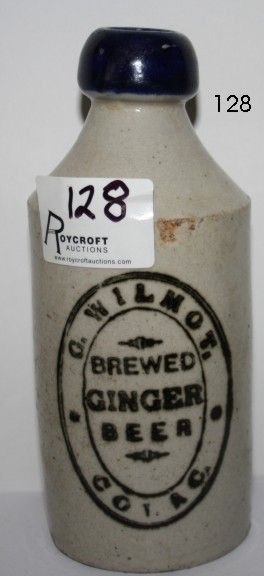 128
128
ROYCROFT
AUCTIONS
www.roycroftauctions.com
C. WILMOT.
BREWED
GINGER
BEER
COLAC.